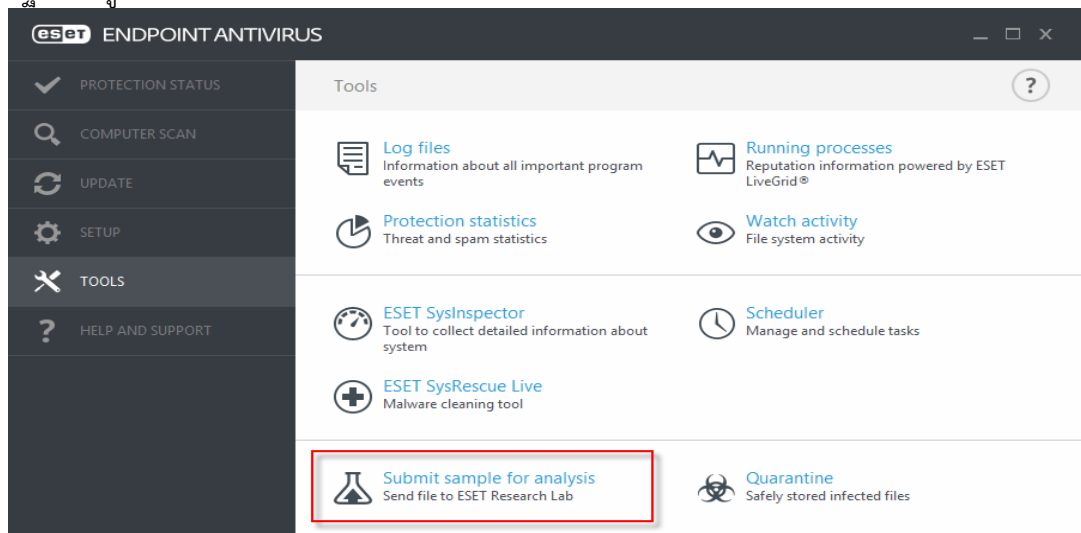 eset ENDPOINT ANTIVIRUS
PROTECTION STATUS
COMPUTER SCAN
UPDATE
SETUP
TOOLS
HELP AND SUPPORT
Tools
?
Log files
Information about all important program
events
Running processes
Reputation information powered by ESET
LiveGrid®
Protection statistics
Threat and spam statistics
Watch activity
File system activity
ESET SysInspector
Tool to collect detailed information about
system
Scheduler
Manage and schedule tasks
ESET SysRescue Live
Malware cleaning tool
Submit sample for analysis
Send file to ESET Research Lab
Quarantine
Safely stored infected files